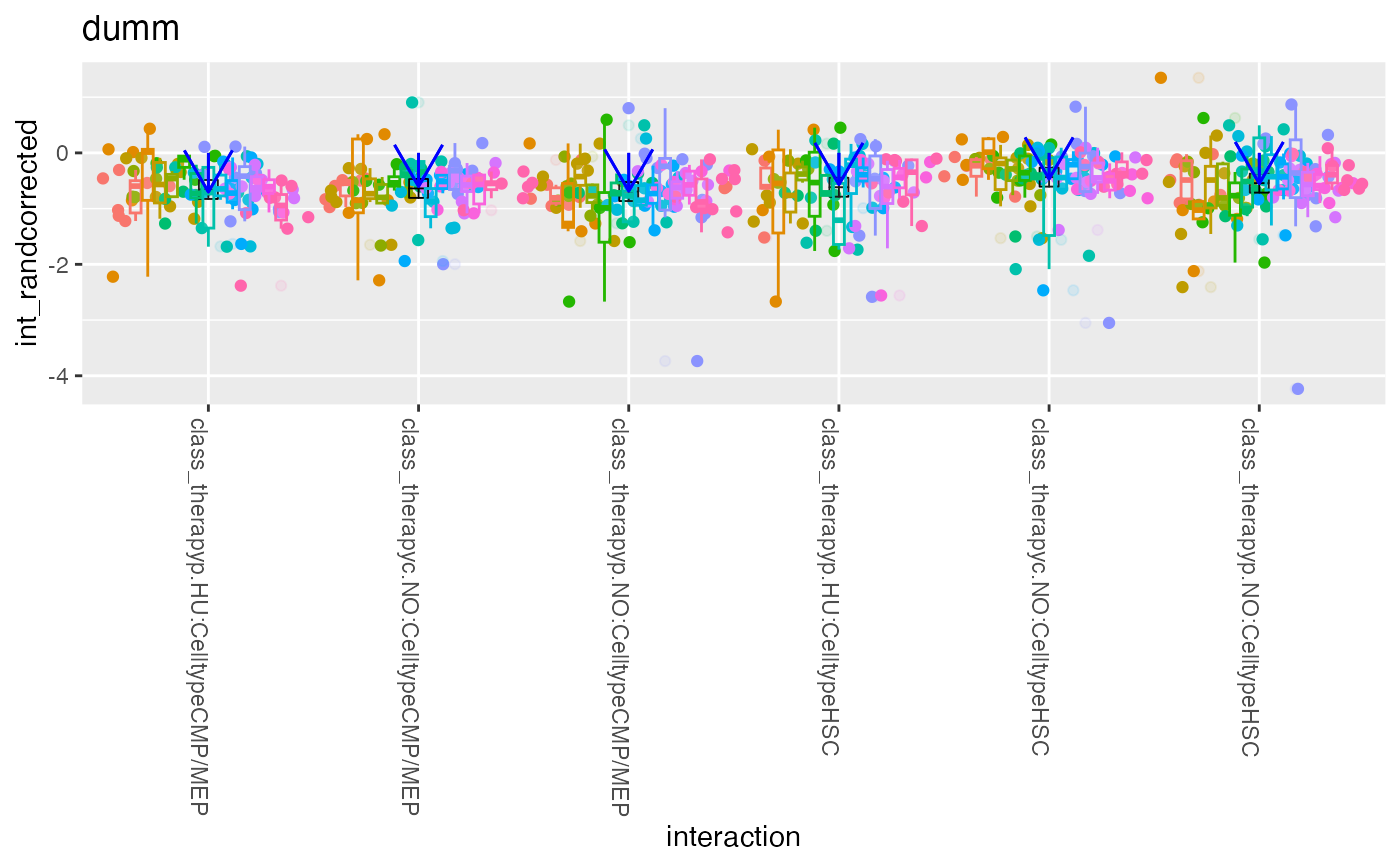 dumm
int_randcorrected
0
-2
-4
class_therapyp.HU:CelltypeCMP/MEP
class_therapyc.NO:CelltypeCMP/MEP
class_therapyp.NO:CelltypeCMP/MEP
class_therapyp.HU:CelltypeHSC
class_therapyc.NO:CelltypeHSC
class_therapyp.NO:CelltypeHSC
interaction